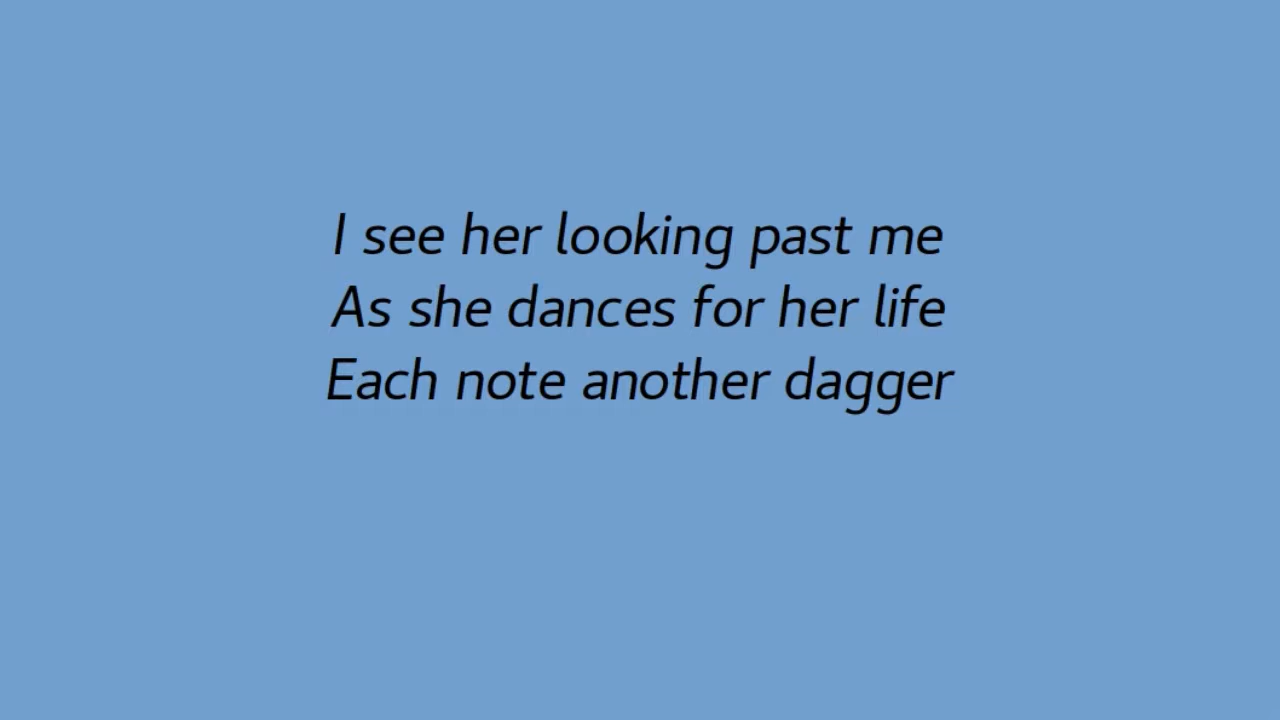 I see her looking past me
As she dances for her life
Each note another dagger